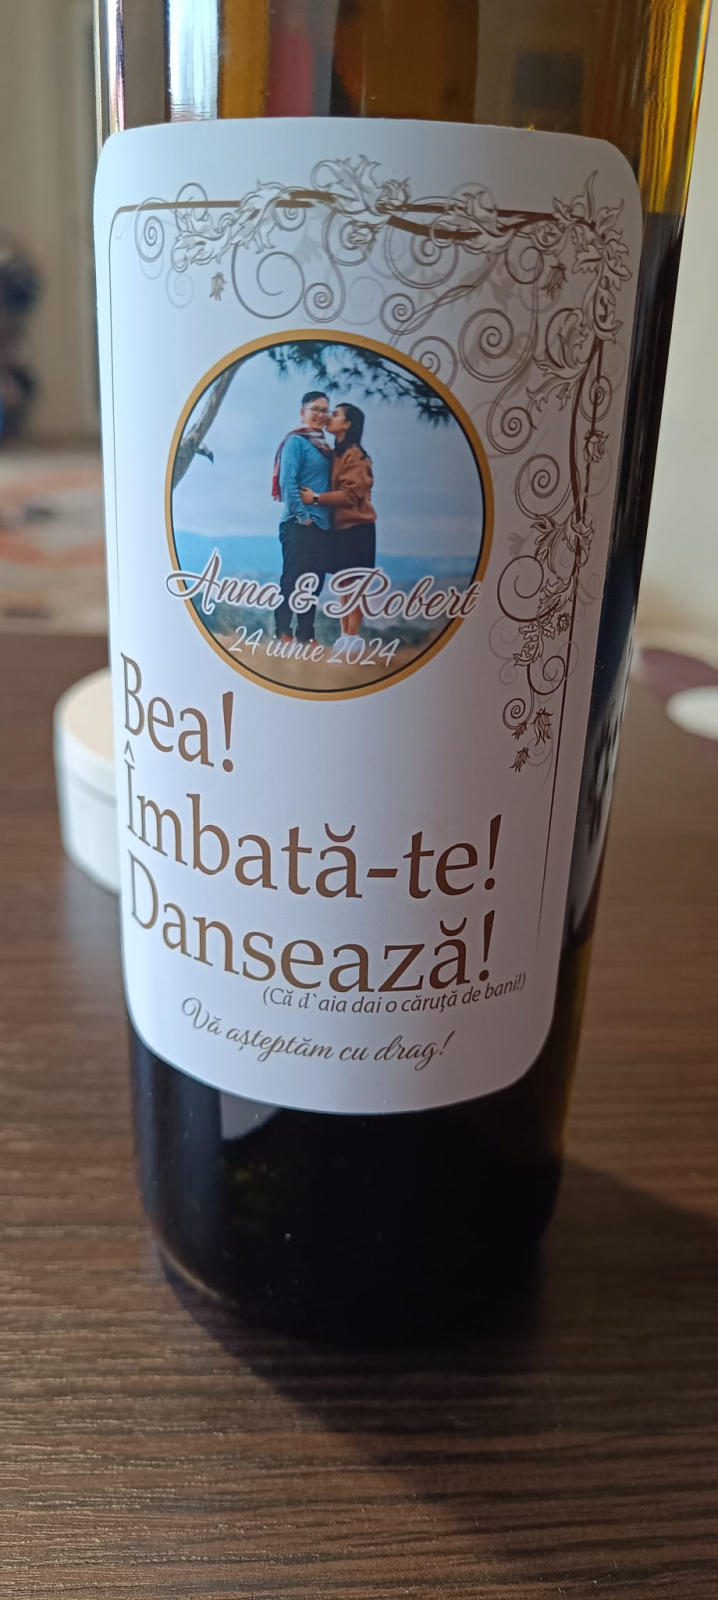 Anna & Robert
24 iunie 2024
Bea!
Îmbată-te!
Dansează!
(Că d`aia dai o căruță de bani!)
Vă așteptăm cu drag!